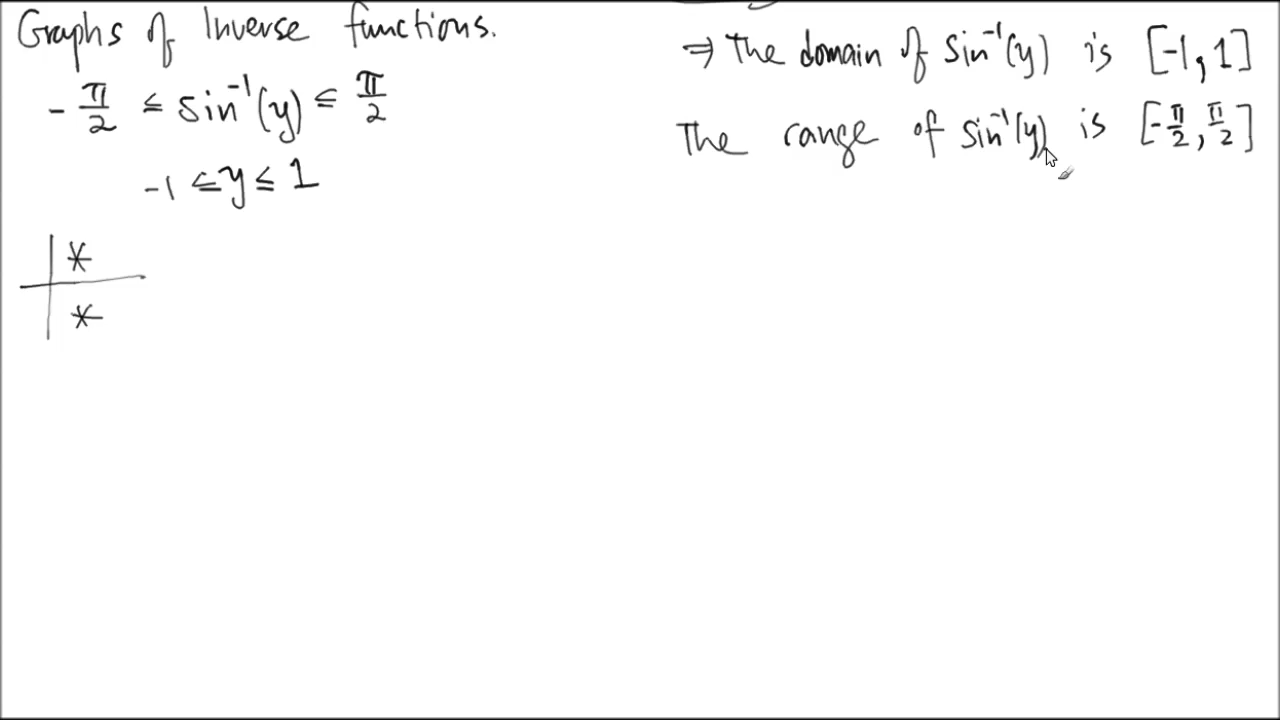 Graphs of Inverse functions.
-π/2 ≤ sin⁻¹(y) ≤ π/2
-1 ≤ y ≤ 1
*
*
⇒ The domain of Sin⁻¹(y) is [-1, 1]
The range of Sin⁻¹(y) is [-π/2, π/2]